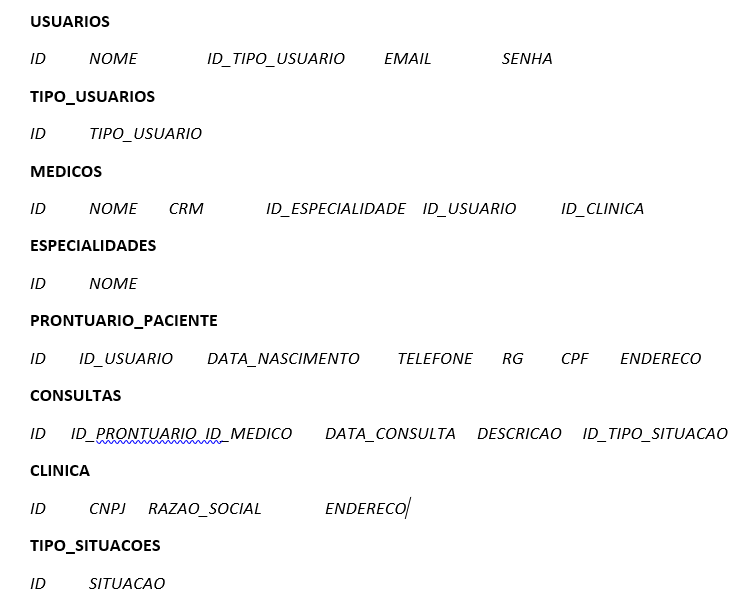 USUARIOS
ID NOME ID_TIPO_USUARIO EMAIL SENHA
TIPO_USUARIOS
ID TIPO_USUARIO
MEDICOS
ID NOME CRM ID_ESPECIALIDADE ID_USUARIO ID_CLINICA
ESPECIALIDADES
ID NOME
PRONTUARIO_PACIENTE
ID ID_USUARIO DATA_NASCIMENTO TELEFONE RG CPF ENDERECO
CONSULTAS
ID ID_PRONTUARIO ID_MEDICO DATA_CONSULTA DESCRICAO ID_TIPO_SITUACAO
CLINICA
ID CNPJ RAZAO_SOCIAL ENDERECO
TIPO_SITUACOES
ID SITUACAO